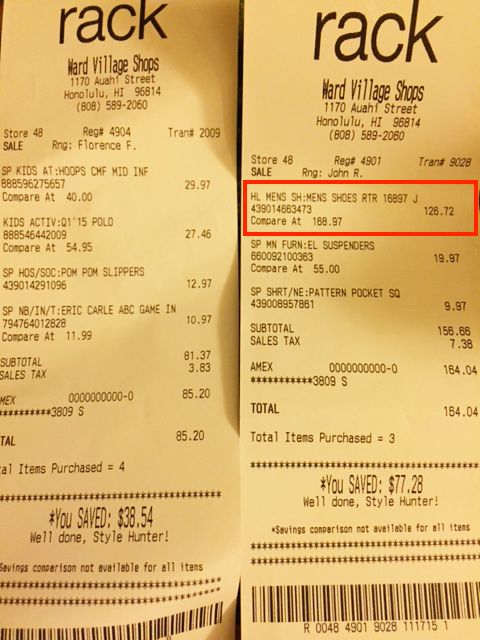 rack
Ward Village Shops
1170 Auahi Street
Honolulu, HI 96814
(808) 589-2060
Store 48 Reg# 4904 Tran# 2009
SALE Rng: Florence F.
SP KIDS AT:HOOPS CMF MID INF
888596275657 29.97
Compare At 40.00
KIDS ACTIV:Q1'15 POLO
888546442009 27.46
Compare At 54.95
SP HOS/SOC:POM POM SLIPPERS
439014291096 12.97
SP NB/IN/T:ERIC CARLE ABC GAME IN
794764012828 10.97
Compare At 11.99
SUBTOTAL 81.37
SALES TAX 3.83
MEX 0000000000-0 85.20
**********3809 S
TAL 85.20
tal Items Purchased = 4
*You SAVED: $38.54
Well done, Style Hunter!
*Savings comparison not available for all items
rack
Ward Village Shops
1170 Auahi Street
Honolulu, HI 96814
(808) 589-2060
Store 48 Reg# 4901 Tran# 9028
SALE Rng: John R.
HL MENS SH:MENS SHOES RTR 16897 J
439014663473 126.72
Compare At 168.97
SP MN FURN:EL SUSPENDERS
660092100363 19.97
Compare At 55.00
SP SHRT/NE:PATTERN POCKET SQ
439008957861 9.97
SUBTOTAL 156.66
SALES TAX 7.38
AMEX 0000000000-0 164.04
***********3809 S
TOTAL 164.04
Total Items Purchased = 3
*You SAVED: $77.28
Well done, Style Hunter!
*Savings comparison not available for all items
R 0048 4901 9028 111715 1